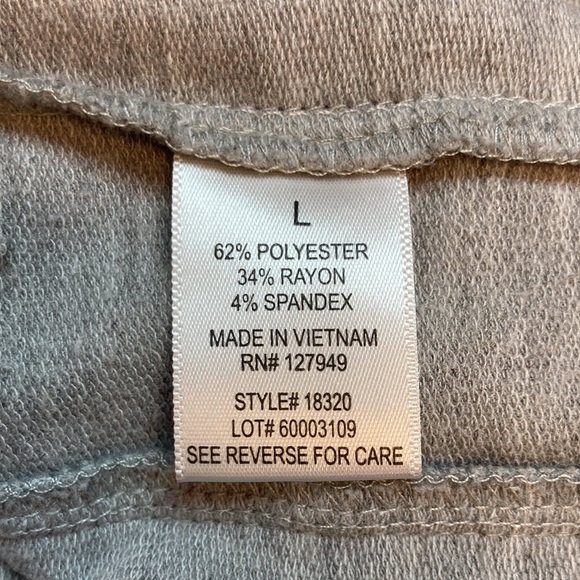 L
62% POLYESTER
34% RAYON
4% SPANDEX
MADE IN VIETNAM
RN# 127949
STYLE# 18320
LOT# 60003109
SEE REVERSE FOR CARE